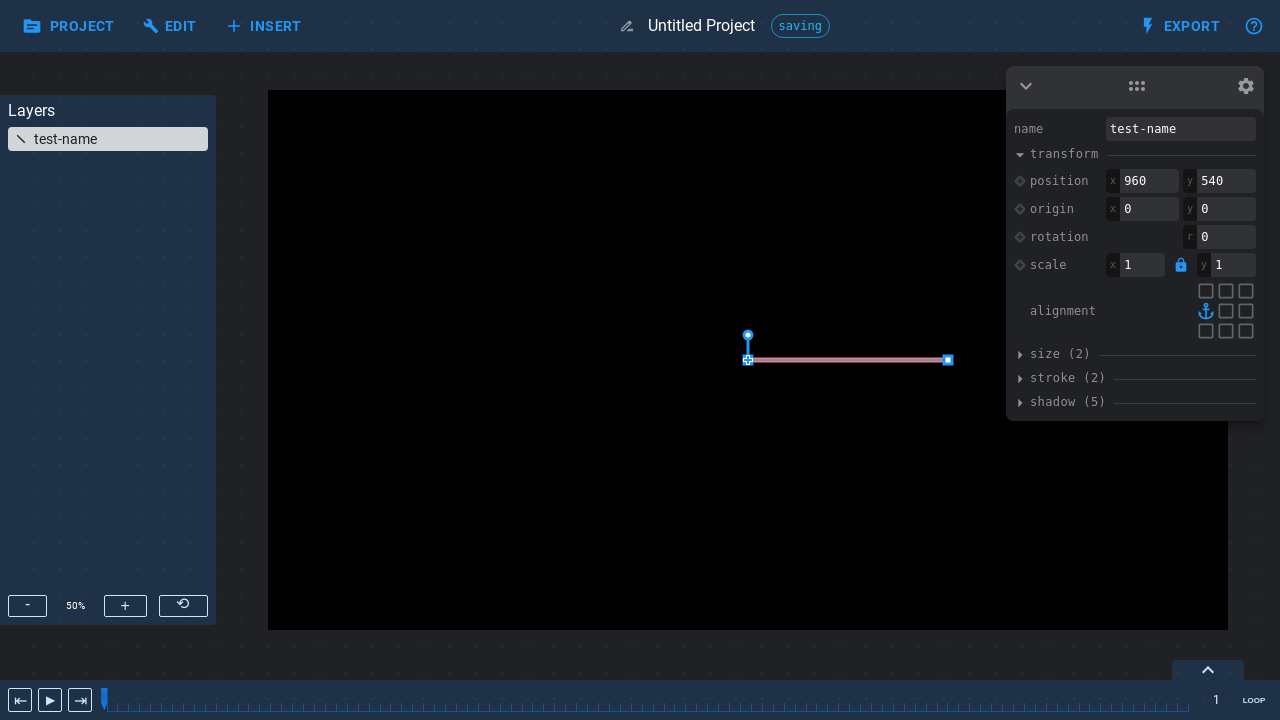 PROJECT EDIT INSERT Untitled Project saving EXPORT
Layers
test-name
name test-name
transform
position x 960 y 540
origin x 0 y 0
rotation r 0
scale x 1 y 1
alignment
size (2)
stroke (2)
shadow (5)
- 50% +
1 LOOP